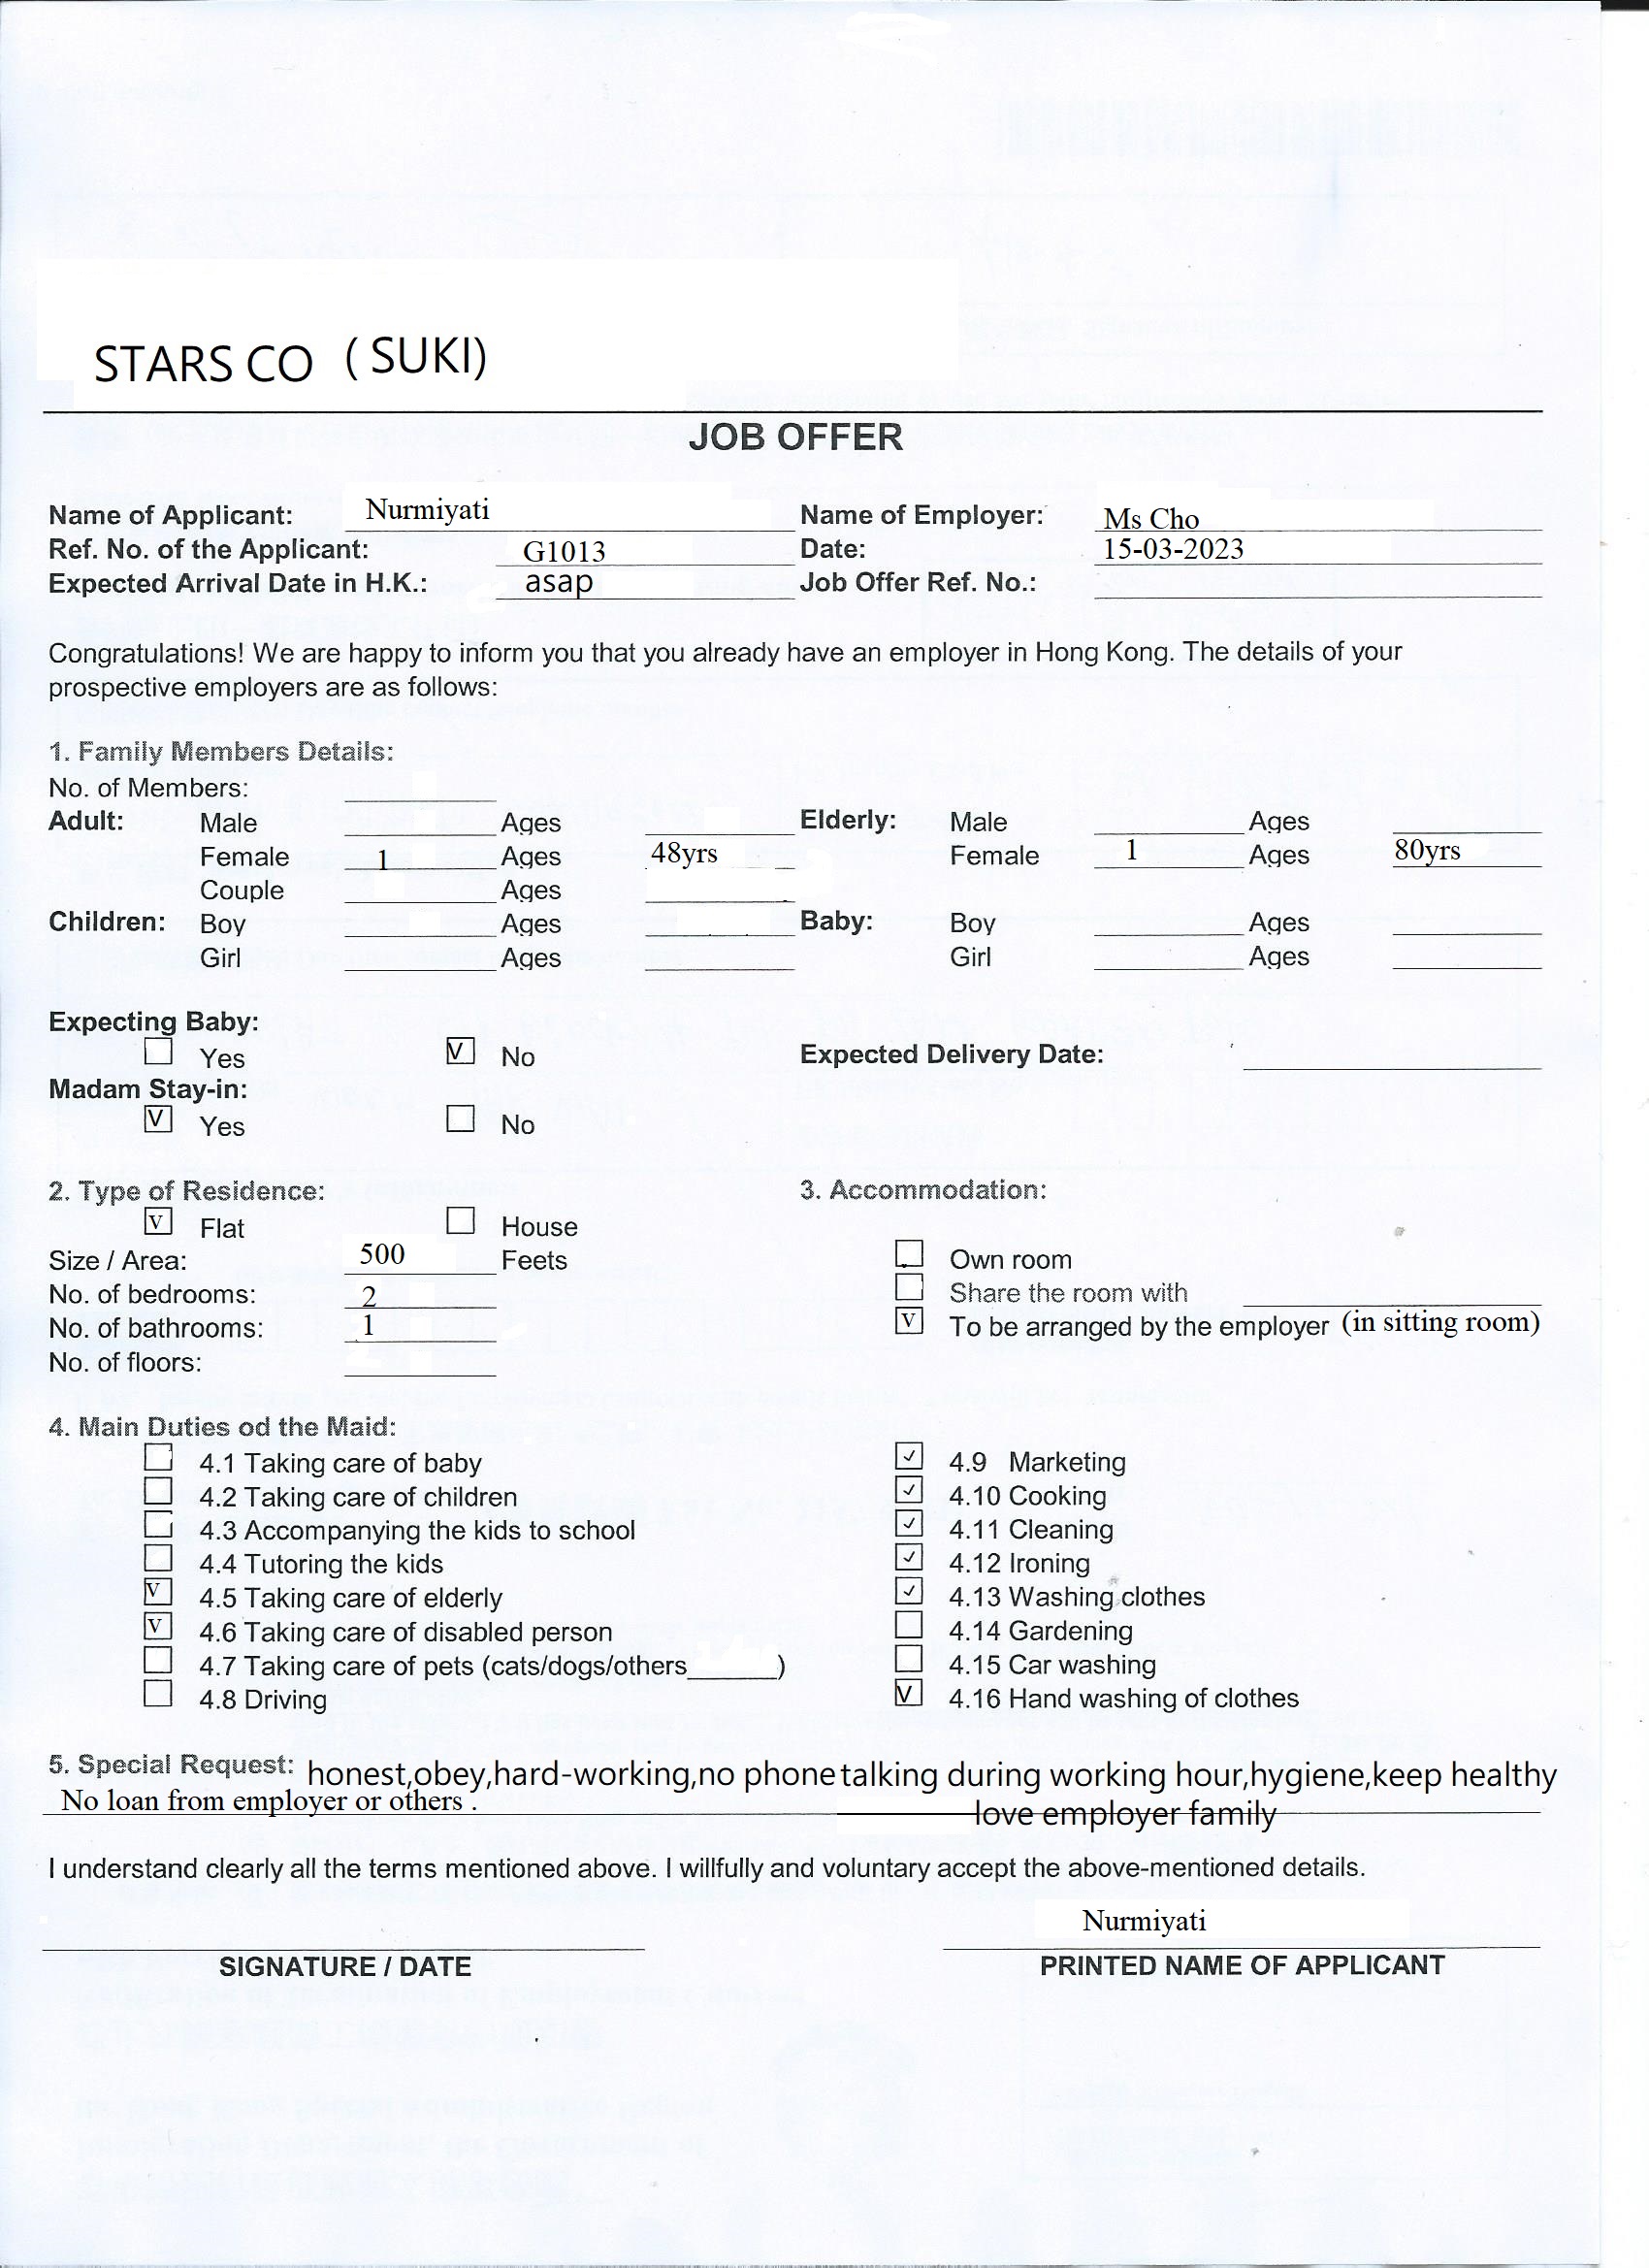 STARS CO ( SUKI)
JOB OFFER
Name of Applicant: Nurmiyati Name of Employer: Ms Cho
Ref. No. of the Applicant: G1013 Date: 15-03-2023
Expected Arrival Date in H.K.: asap Job Offer Ref. No.:
Congratulations! We are happy to inform you that you already have an employer in Hong Kong. The details of your
prospective employers are as follows:
1. Family Members Details:
No. of Members:
Adult: Male Ages Elderly: Male Ages
Female 1 Ages 48yrs Female 1 Ages 80yrs
Couple Ages
Children: Boy Ages Baby: Boy Ages
Girl Ages Girl Ages
Expecting Baby:
Yes V No Expected Delivery Date:
Madam Stay-in:
V Yes No
2. Type of Residence: 3. Accommodation:
V Flat House
Size / Area: 500 Feets Own room
No. of bedrooms: 2 Share the room with
No. of bathrooms: 1 V To be arranged by the employer (in sitting room)
No. of floors:
4. Main Duties od the Maid:
4.1 Taking care of baby ✓ 4.9 Marketing
4.2 Taking care of children ✓ 4.10 Cooking
4.3 Accompanying the kids to school ✓ 4.11 Cleaning
4.4 Tutoring the kids ✓ 4.12 Ironing
V 4.5 Taking care of elderly ✓ 4.13 Washing clothes
V 4.6 Taking care of disabled person 4.14 Gardening
4.7 Taking care of pets (cats/dogs/others______) 4.15 Car washing
4.8 Driving V 4.16 Hand washing of clothes
5. Special Request: honest,obey,hard-working,no phone talking during working hour,hygiene,keep healthy
No loan from employer or others . love employer family
I understand clearly all the terms mentioned above. I willfully and voluntary accept the above-mentioned details.
Nurmiyati
SIGNATURE / DATE PRINTED NAME OF APPLICANT